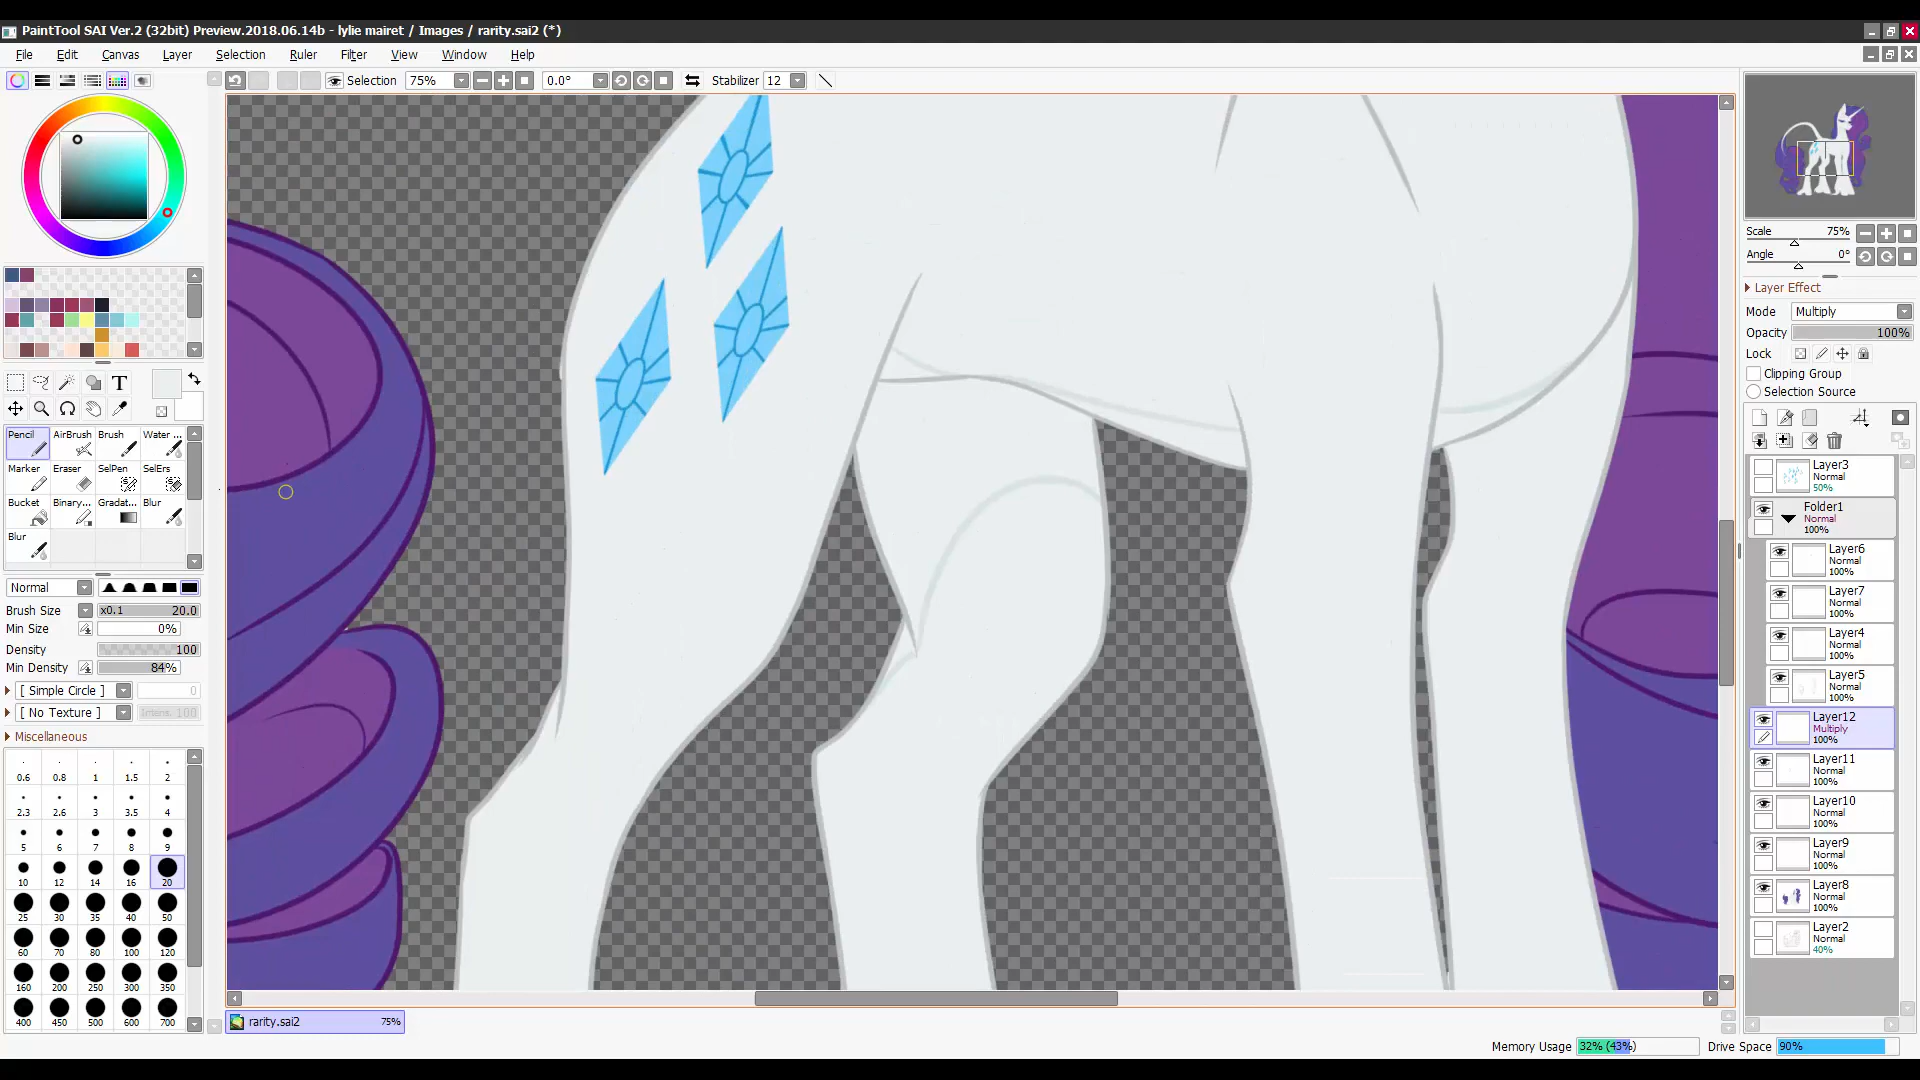 PaintTool SAI Ver.2 (32bit) Preview.2018.06.14b - lylie mairet / Images / rarity.sai2 (*)
File Edit Canvas Layer Selection Ruler Filter View Window Help
Selection 75% 0.0° Stabilizer 12
Scale 75%
Angle 0°
Layer Effect
Mode Multiply
Opacity 100%
Lock
Clipping Group
Selection Source
T
Pencil AirBrush Brush Water ...
Marker Eraser SelPen SelErs
Bucket Binary... Gradat... Blur
Blur
Normal
Brush Size x0.1 20.0
Min Size 0%
Density 100
Min Density 84%
[ Simple Circle ] 0
[ No Texture ] Intens. 100
Miscellaneous
0.6 0.8 1 1.5 2
2.3 2.6 3 3.5 4
5 6 7 8 9
10 12 14 16 20
25 30 35 40 50
60 70 80 100 120
160 200 250 300 350
400 450 500 600 700
Layer3
Normal
50%
Folder1
Normal
100%
Layer6
Normal
100%
Layer7
Normal
100%
Layer4
Normal
100%
Layer5
Normal
100%
Layer12
Multiply
100%
Layer11
Normal
100%
Layer10
Normal
100%
Layer9
Normal
100%
Layer8
Normal
100%
Layer2
Normal
40%
rarity.sai2 75%
Memory Usage 32% (43%) Drive Space 90%